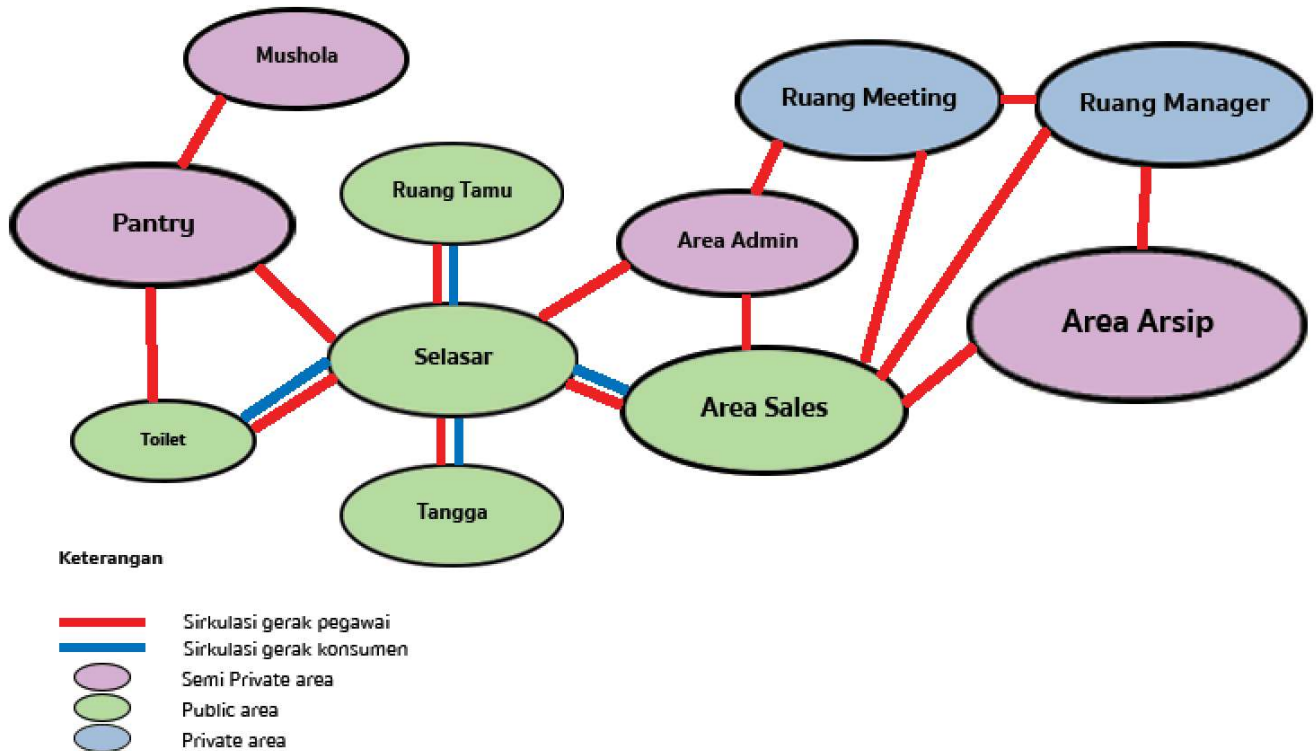 Mushola
Ruang Meeting
Ruang Manager
Ruang Tamu
Pantry
Area Admin
Area Arsip
Selasar
Area Sales
Toilet
Tangga
Keterangan
Sirkulasi gerak pegawai
Sirkulasi gerak konsumen
Semi Private area
Public area
Private area